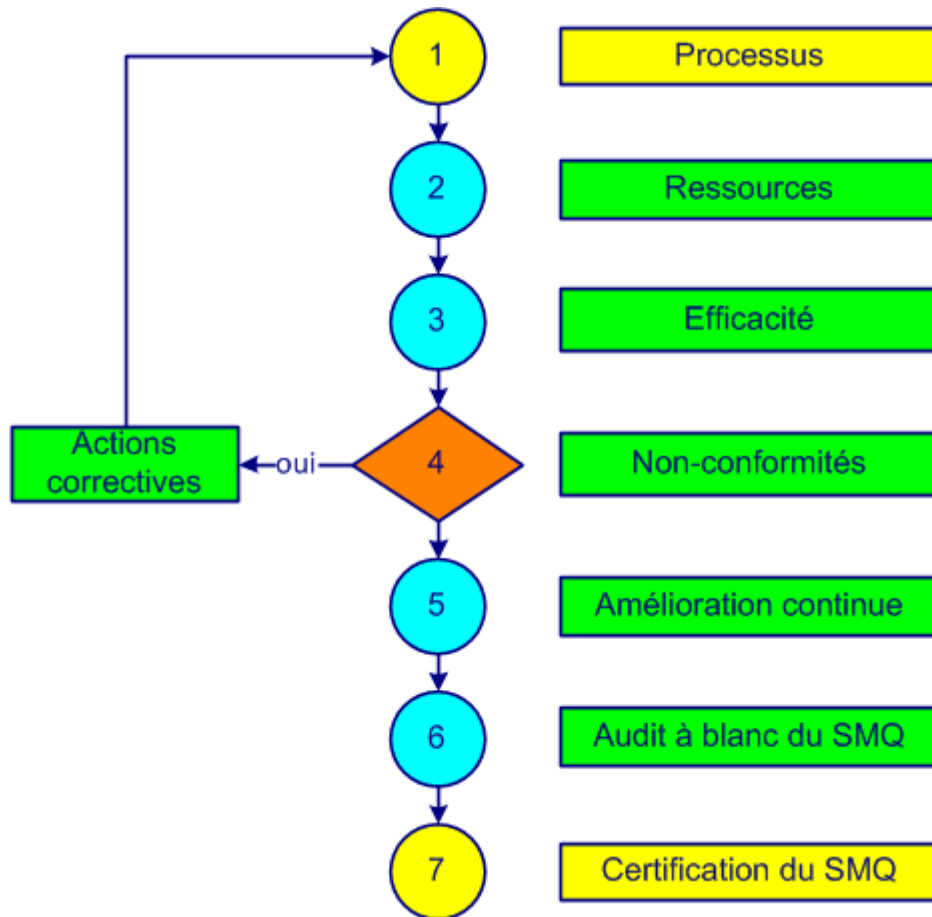 1
Processus
2
Ressources
3
Efficacité
Actions
correctives
oui
4
Non-conformités
5
Amélioration continue
6
Audit à blanc du SMQ
7
Certification du SMQ